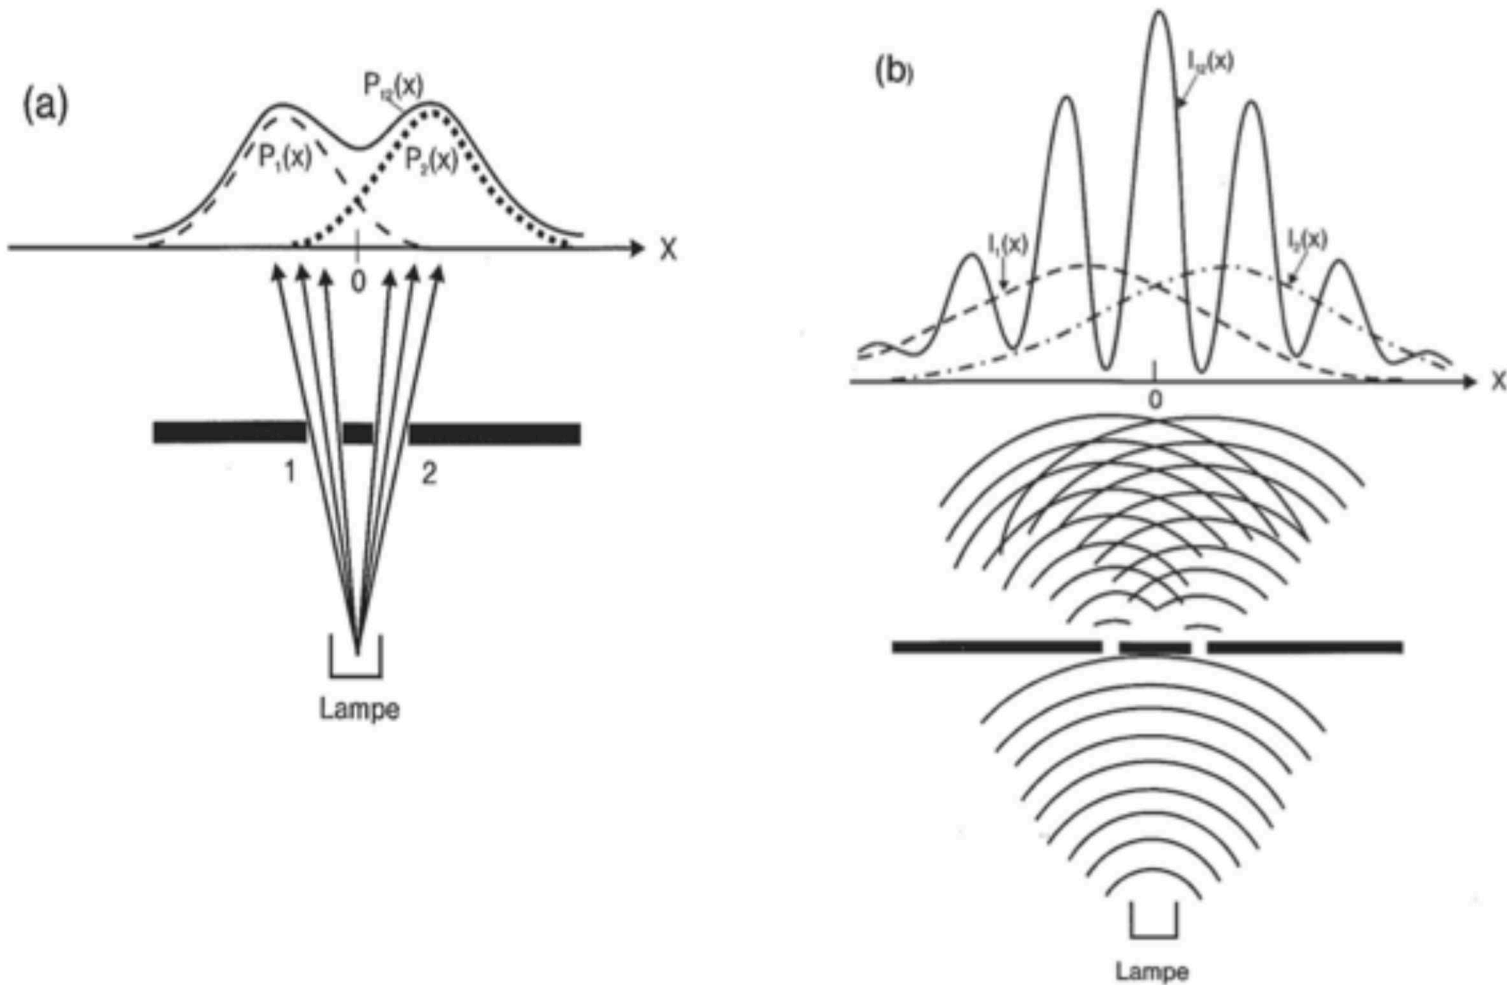 (a)
P₁₂(x)
P₁(x)
P₂(x)
X
0
1
2
Lampe
(b)
I₁₂(x)
I₁(x)
I₂(x)
X
0
Lampe